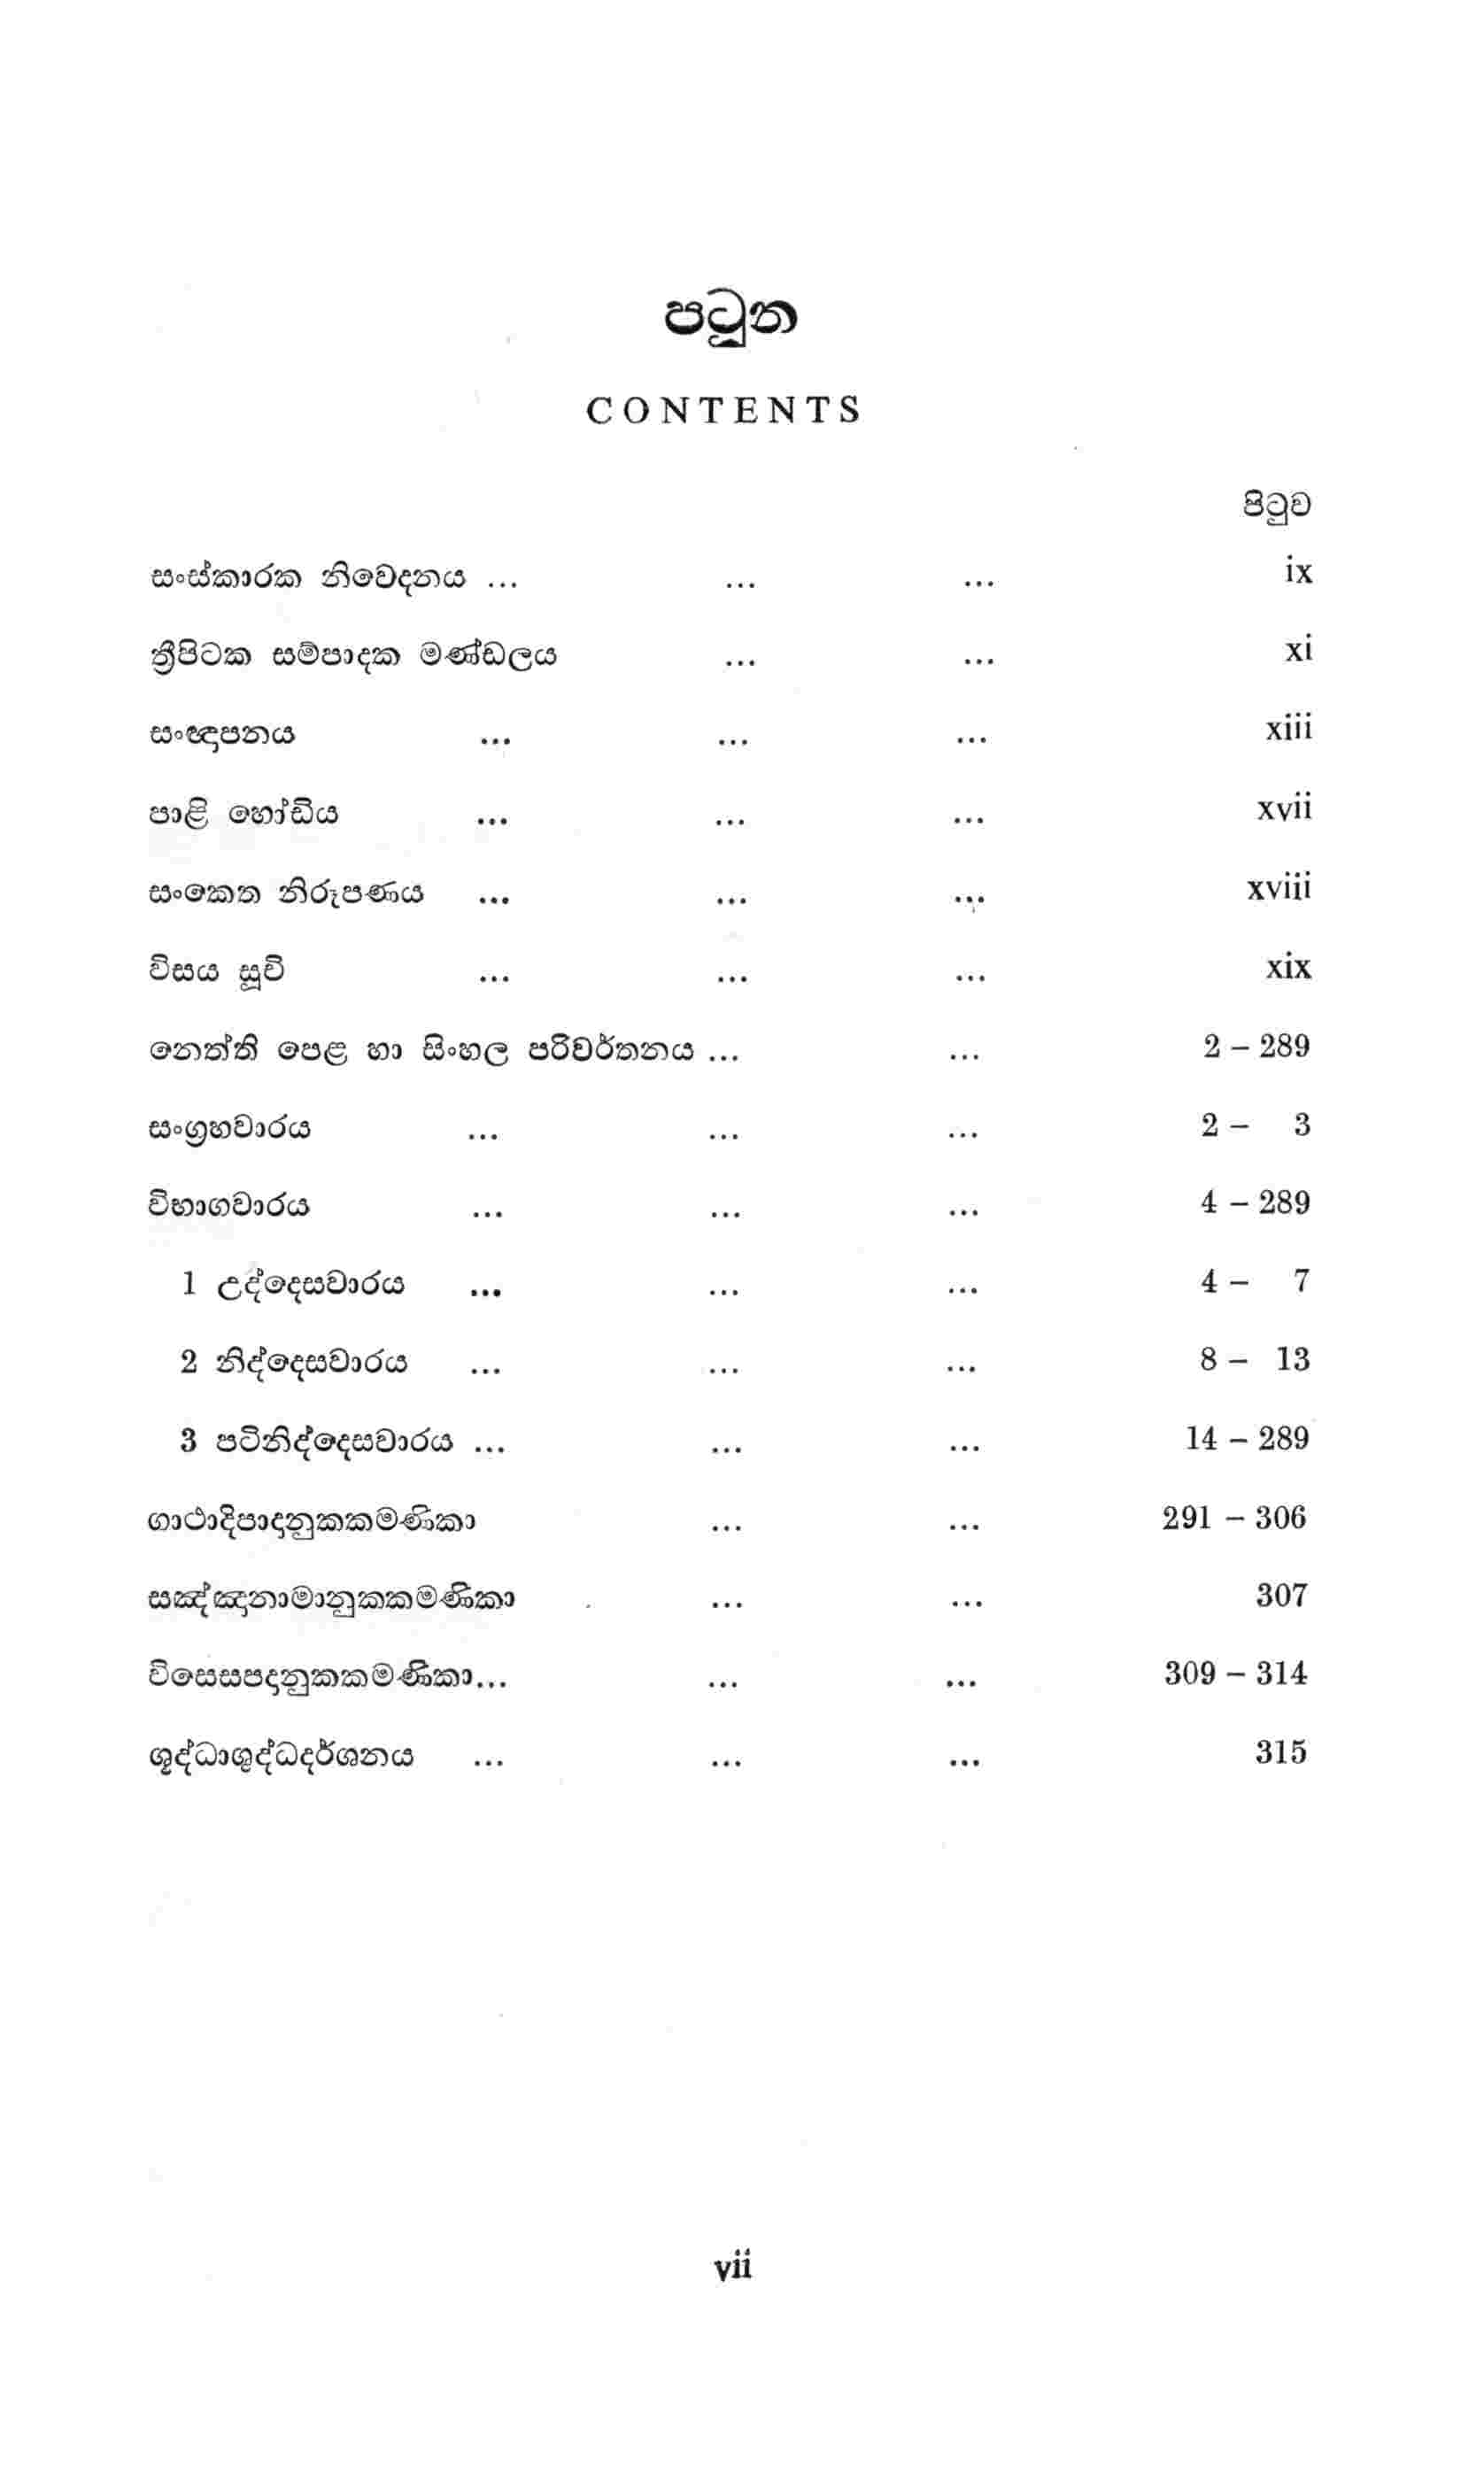 පටුන
CONTENTS
පිටුව
සංස්කාරක නිවෙදනය ... ... ... ix
ත්‍රිපිටක සම්පාදක මණ්ඩලය ... ... xi
සංඥාපනය ... ... ... xiii
පාළි හෝඩිය ... ... ... xvii
සංකෙත නිරූපණය ... ... ... xviii
විසය සූචි ... ... ... xix
නෙත්ති පෙළ හා සිංහල පරිවර්තනය ... ... 2 – 289
සංග්‍රහවාරය ... ... ... 2 – 3
විභාගවාරය ... ... ... 4 – 289
1 උද්දෙසවාරය ... ... ... 4 – 7
2 නිද්දෙසවාරය ... ... ... 8 – 13
3 පටිනිද්දෙසවාරය ... ... ... 14 – 289
ගාථාදිපාදානුක‍කමණිකා ... ... 291 – 306
සඤ්ඤානාමානුක‍කමණිකා ... ... 307
විසෙසපදානුක‍කමණිකා... ... ... 309 – 314
ශුද්ධාශුද්ධදර්ශනය ... ... ... 315
vii